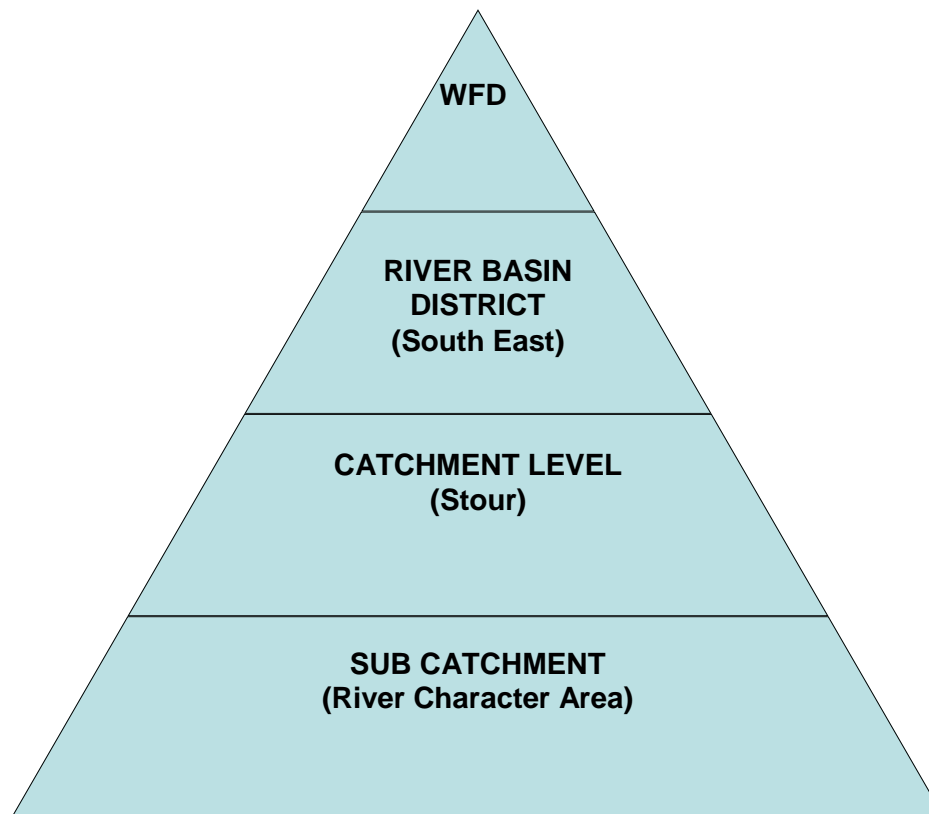 WFD
RIVER BASIN
DISTRICT
(South East)
CATCHMENT LEVEL
(Stour)
SUB CATCHMENT
(River Character Area)